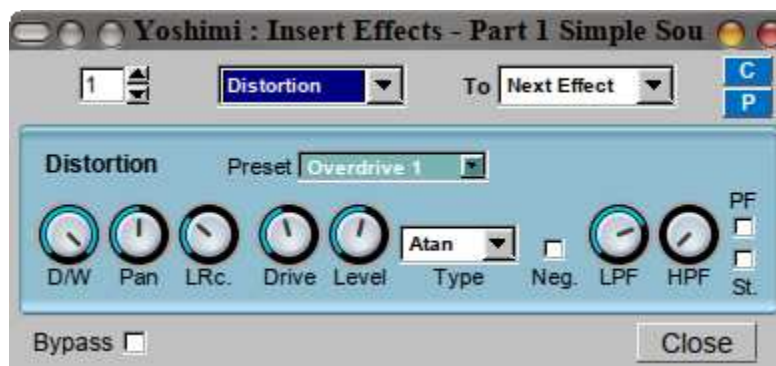 Yoshimi : Insert Effects - Part 1 Simple Sou
1 Distortion To Next Effect C
P
Distortion Preset Overdrive 1
PF
Atan
D/W Pan LRc. Drive Level Type Neg. LPF HPF St.
Bypass Close